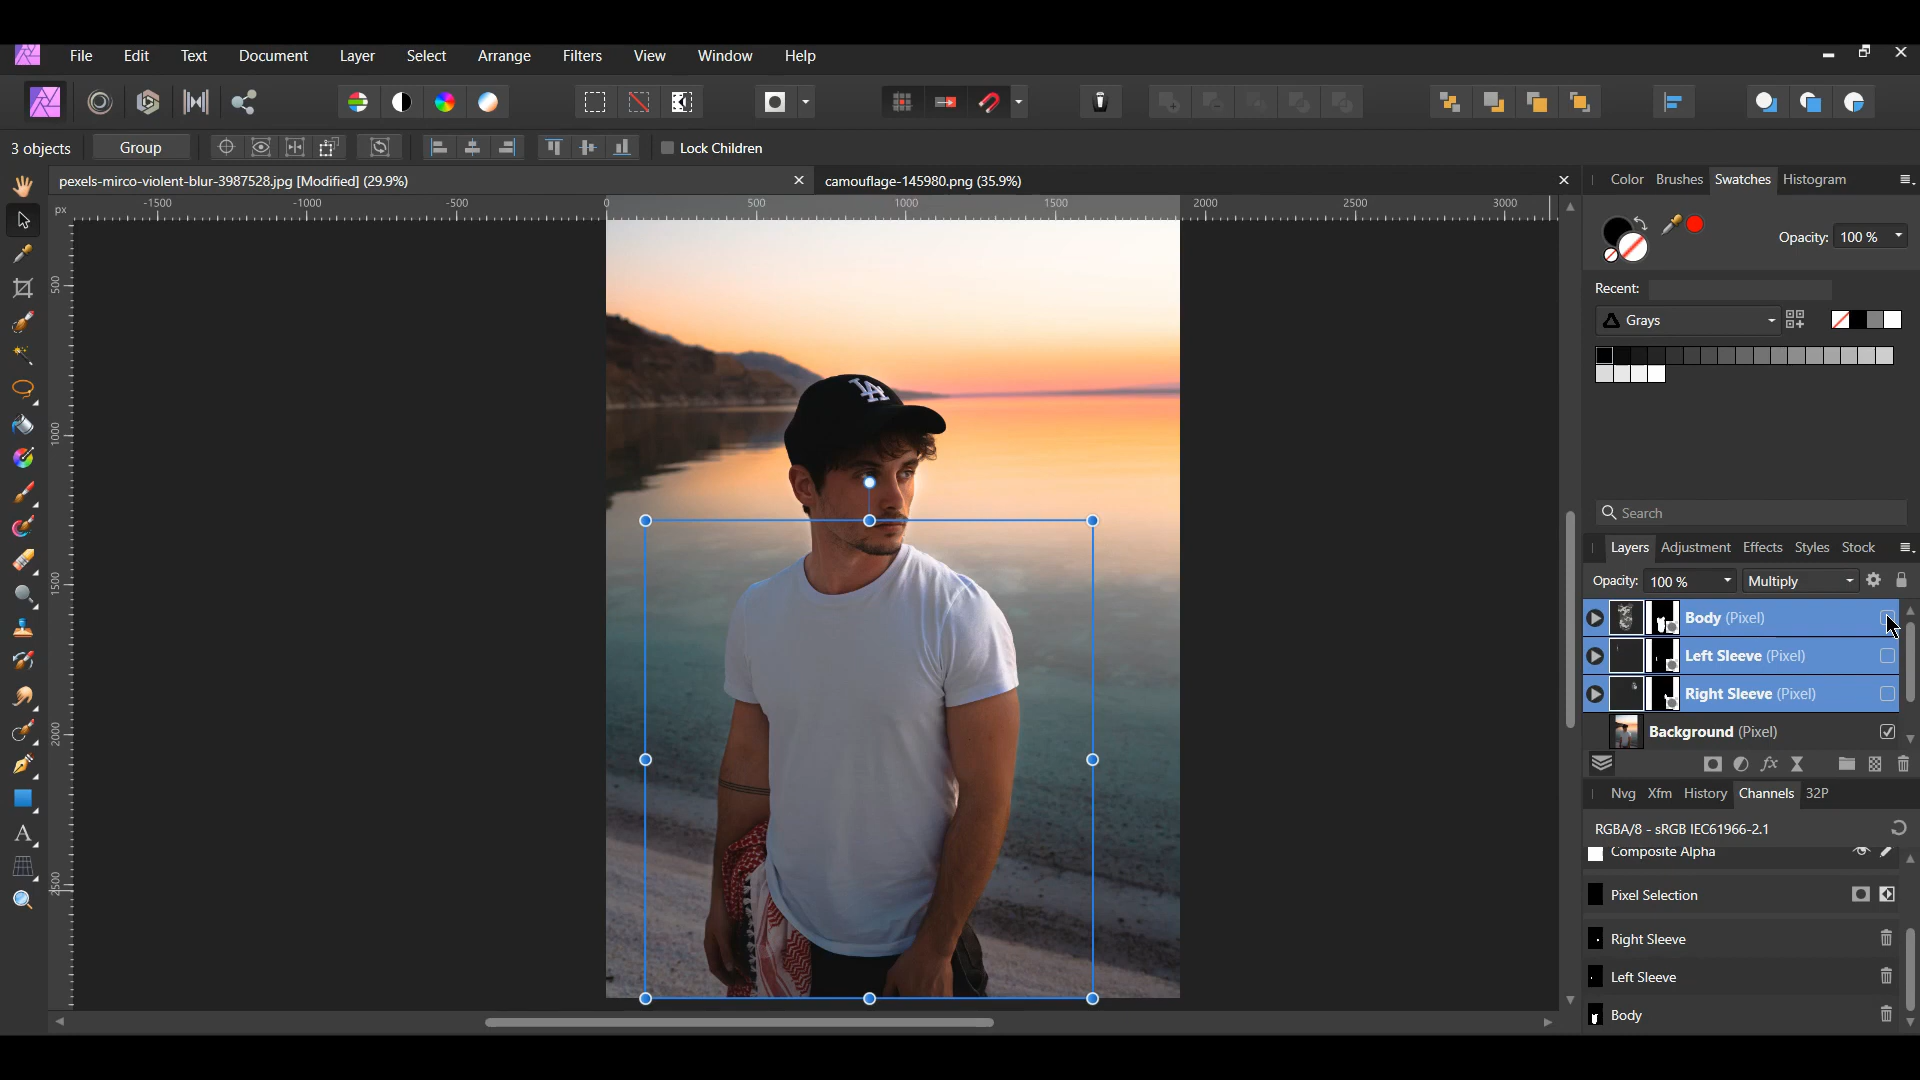 File Edit Text Document Layer Select Arrange Filters View Window Help
3 objects Group Lock Children
pexels-mirco-violent-blur-3987528.jpg [Modified] (29.9%) camouflage-145980.png (35.9%)
px -1500 -1000 -500 0 500 1000 1500 2000 2500 3000
500
1000
1500
2000
2500
LA
Color Brushes Swatches Histogram
Opacity: 100 %
Recent:
Grays
Search
Layers Adjustment Effects Styles Stock
Opacity: 100 % Multiply
Body (Pixel)
Left Sleeve (Pixel)
Right Sleeve (Pixel)
Background (Pixel)
Nvg Xfm History Channels 32P
RGBA/8 - sRGB IEC61966-2.1
Composite Alpha
Pixel Selection
Right Sleeve
Left Sleeve
Body